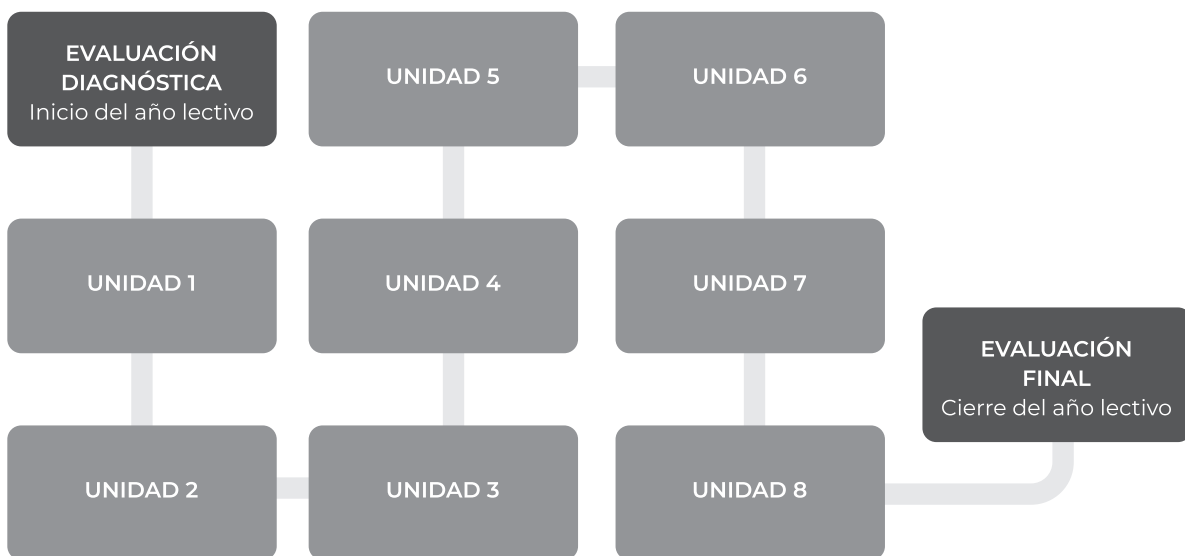 EVALUACIÓN
DIAGNÓSTICA
Inicio del año lectivo
UNIDAD 1
UNIDAD 2
UNIDAD 3
UNIDAD 4
UNIDAD 5
UNIDAD 6
UNIDAD 7
UNIDAD 8
EVALUACIÓN
FINAL
Cierre del año lectivo